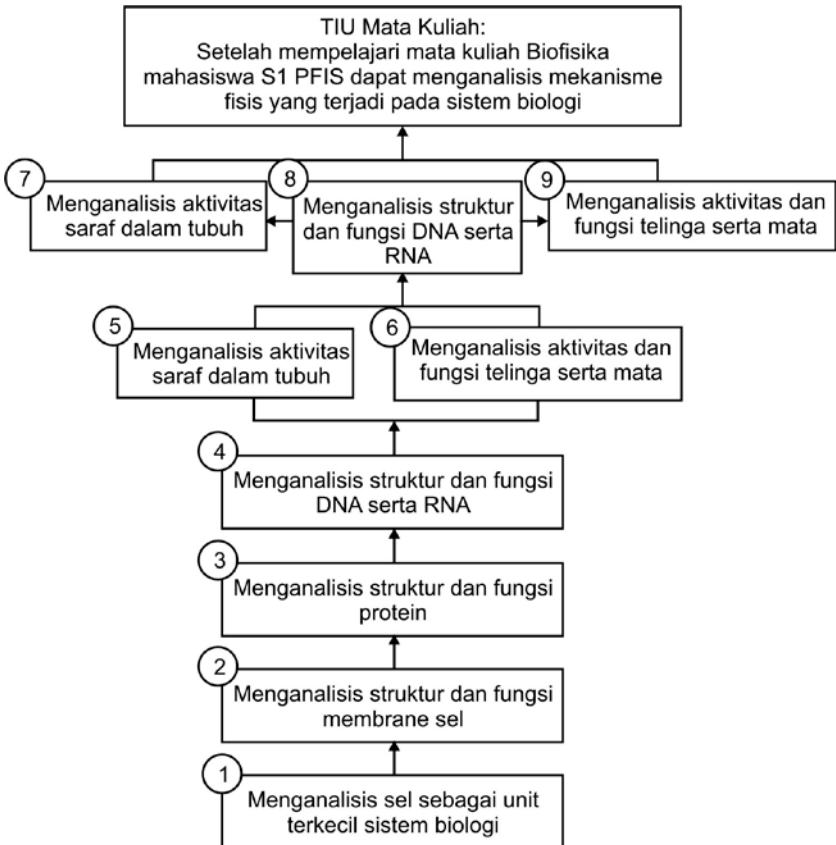 TIU Mata Kuliah:
Setelah mempelajari mata kuliah Biofisika
mahasiswa S1 PFIS dapat menganalisis mekanisme
fisis yang terjadi pada sistem biologi
7
Menganalisis aktivitas
saraf dalam tubuh
8
Menganalisis struktur
dan fungsi DNA serta
RNA
9
Menganalisis aktivitas dan
fungsi telinga serta mata
5
Menganalisis aktivitas
saraf dalam tubuh
6
Menganalisis aktivitas dan
fungsi telinga serta mata
4
Menganalisis struktur dan fungsi
DNA serta RNA
3
Menganalisis struktur dan fungsi
protein
2
Menganalisis struktur dan fungsi
membrane sel
1
Menganalisis sel sebagai unit
terkecil sistem biologi